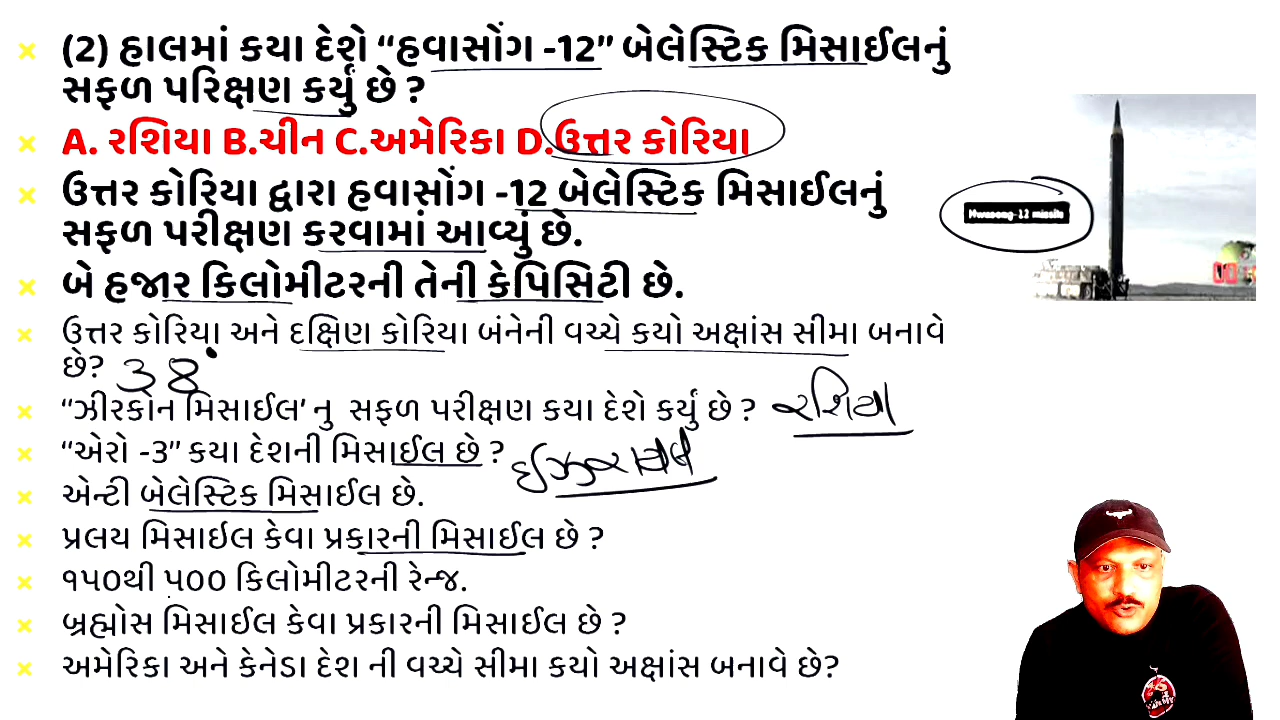 (2) હાલમાં કયા દેશે “હવાસોંગ -12” બેલેસ્ટિક મિસાઈલનું
સફળ પરિક્ષણ કર્યું છે ?
A. રશિયા B.ચીન C.અમેરિકા D.ઉત્તર કોરિયા
ઉત્તર કોરિયા દ્વારા હવાસોંગ -12 બેલેસ્ટિક મિસાઈલનું
સફળ પરીક્ષણ કરવામાં આવ્યું છે.
Hwasong-12 missile
બે હજાર કિલોમીટરની તેની કેપિસિટી છે.
ઉત્તર કોરિયા અને દક્ષિણ કોરિયા બંનેની વચ્ચે કયો અક્ષાંસ સીમા બનાવે
છે? 38°
“ઝીરકોન મિસાઈલ’ નુ સફળ પરીક્ષણ કયા દેશે કર્યું છે ? રશિયા
“એરો -3” કયા દેશની મિસાઈલ છે ? ઈઝરાયેલ
એન્ટી બેલેસ્ટિક મિસાઈલ છે.
પ્રલય મિસાઈલ કેવા પ્રકારની મિસાઈલ છે ?
૧૫૦થી ૫૦૦ કિલોમીટરની રેન્જ.
બ્રહ્મોસ મિસાઈલ કેવા પ્રકારની મિસાઈલ છે ?
અમેરિકા અને કેનેડા દેશ ની વચ્ચે સીમા કયો અક્ષાંસ બનાવે છે?